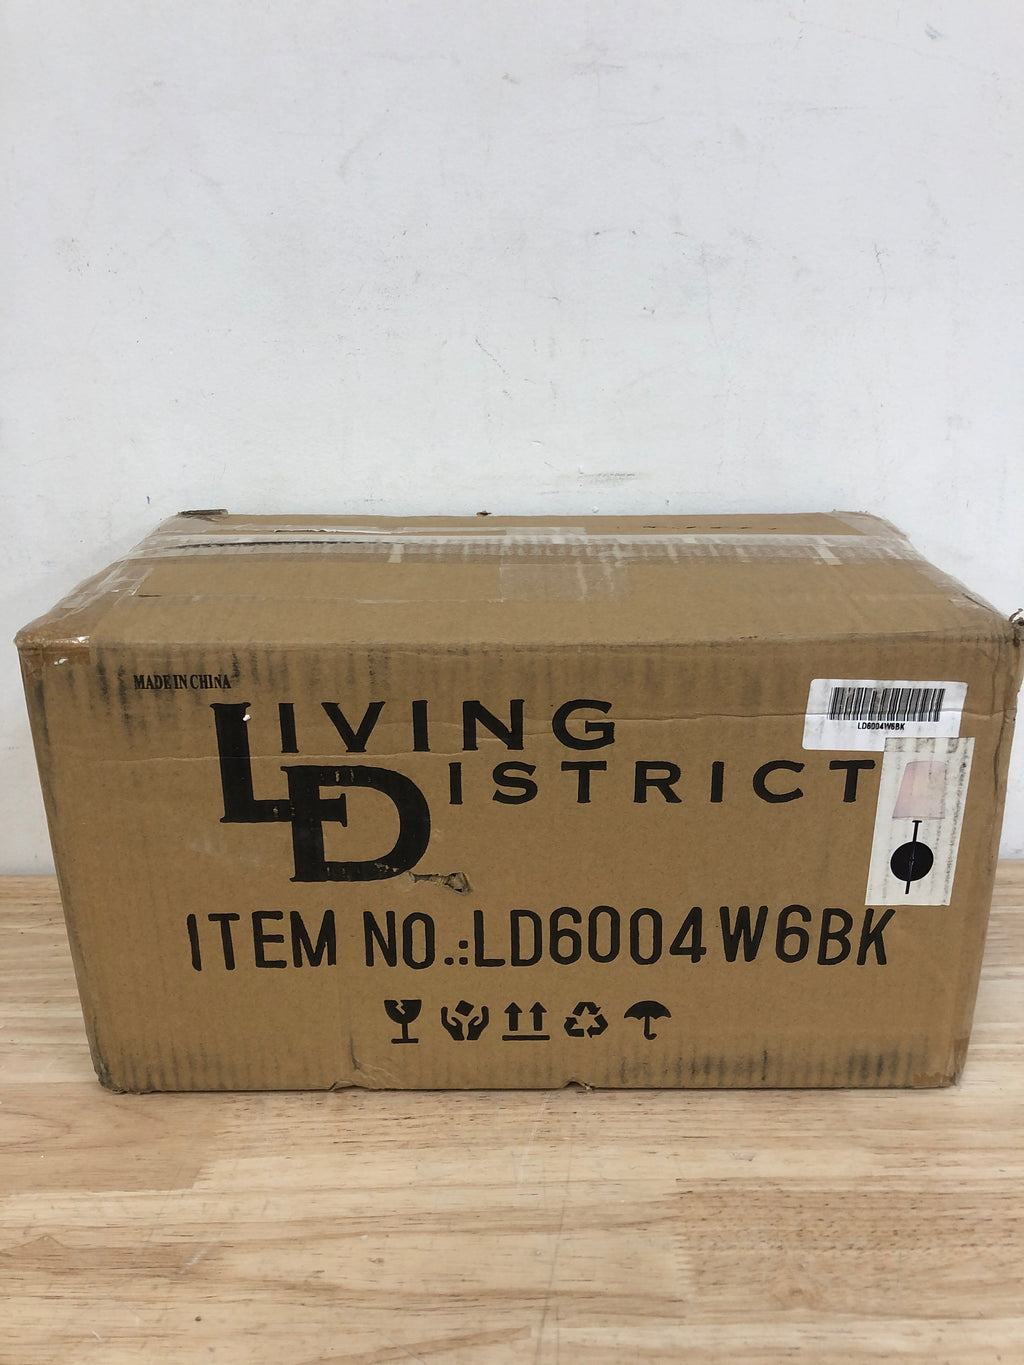 MADE IN CHINA
LIVING
DISTRICT
LD6004W6BK
ITEM NO.:LD6004W6BK